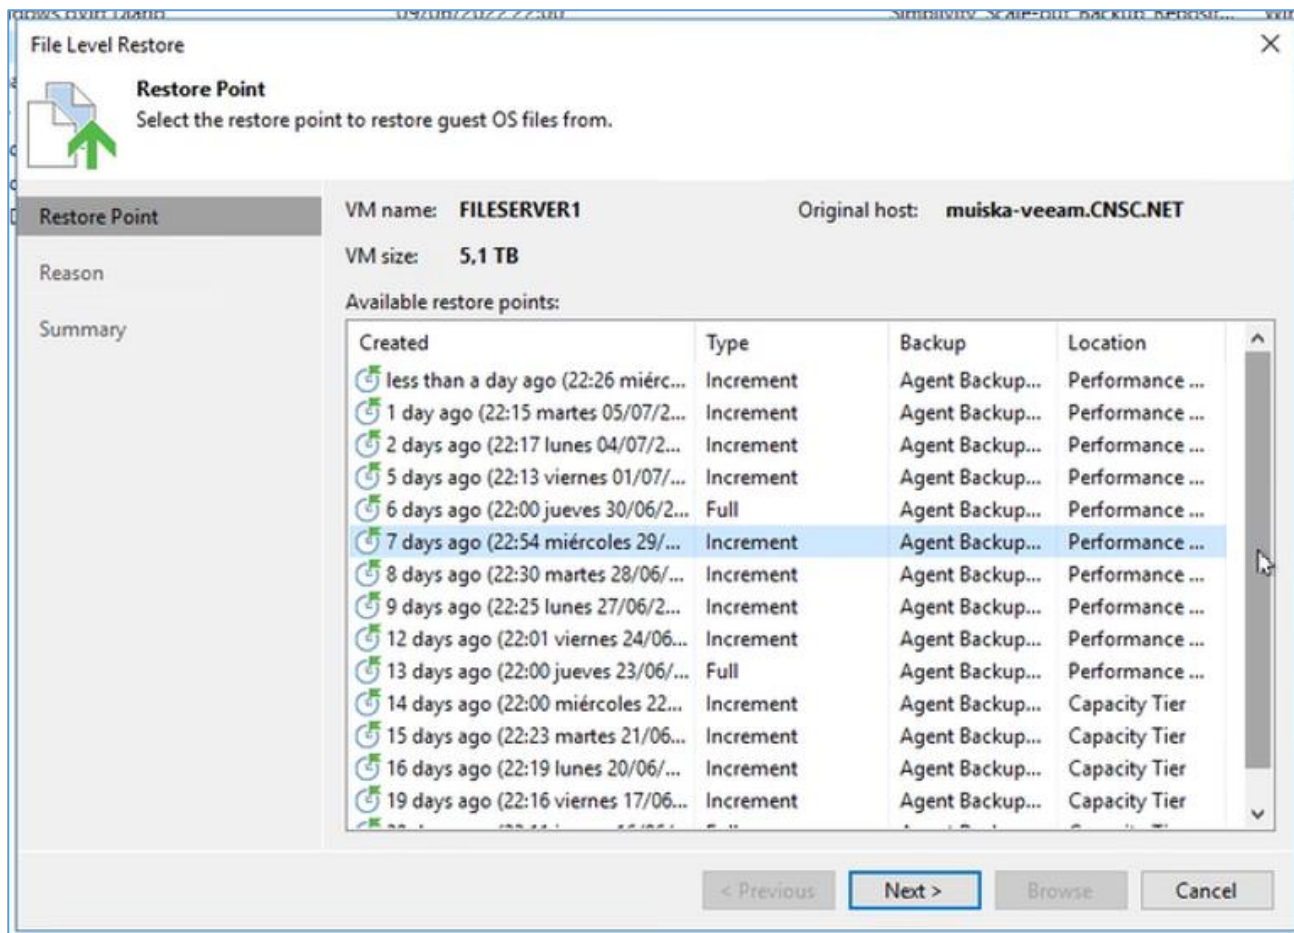 09/06/2022 22:00 Simplivity Scale-out Backup Reposit...
File Level Restore
Restore Point
Select the restore point to restore guest OS files from.
Restore Point
Reason
Summary
VM name: FILESERVER1 Original host: muiska-veeam.CNSC.NET
VM size: 5,1 TB
Available restore points:
Created Type Backup Location
less than a day ago (22:26 miérc... Increment Agent Backup... Performance ...
1 day ago (22:15 martes 05/07/2... Increment Agent Backup... Performance ...
2 days ago (22:17 lunes 04/07/2... Increment Agent Backup... Performance ...
5 days ago (22:13 viernes 01/07/... Increment Agent Backup... Performance ...
6 days ago (22:00 jueves 30/06/2... Full Agent Backup... Performance ...
7 days ago (22:54 miércoles 29/... Increment Agent Backup... Performance ...
8 days ago (22:30 martes 28/06/... Increment Agent Backup... Performance ...
9 days ago (22:25 lunes 27/06/2... Increment Agent Backup... Performance ...
12 days ago (22:01 viernes 24/06... Increment Agent Backup... Performance ...
13 days ago (22:00 jueves 23/06/... Full Agent Backup... Performance ...
14 days ago (22:00 miércoles 22... Increment Agent Backup... Capacity Tier
15 days ago (22:23 martes 21/06... Increment Agent Backup... Capacity Tier
16 days ago (22:19 lunes 20/06/... Increment Agent Backup... Capacity Tier
19 days ago (22:16 viernes 17/06... Increment Agent Backup... Capacity Tier
< Previous Next > Browse Cancel